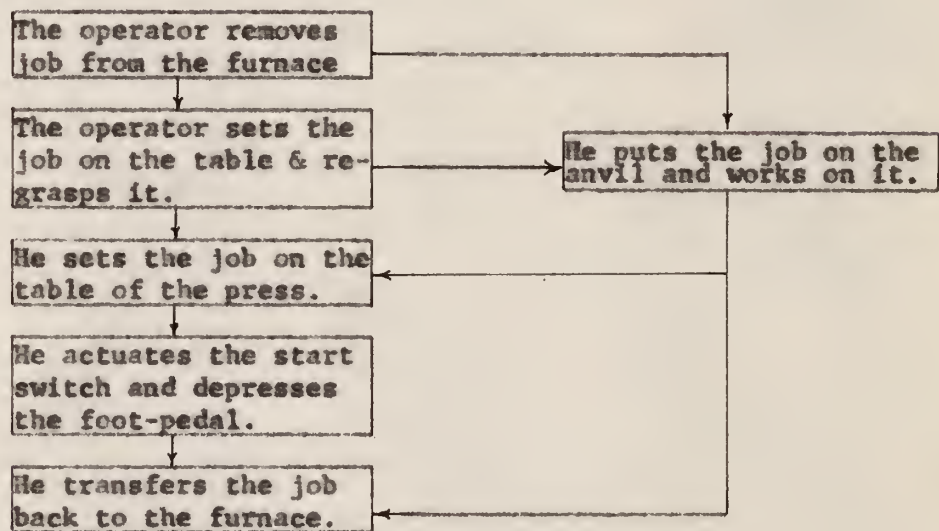 The operator removes
job from the furnace
The operator sets the
job on the table & re-
grasps it.
He puts the job on the
anvil and works on it.
He sets the job on the
table of the press.
He actuates the start
switch and depresses
the foot-pedal.
He transfers the job
back to the furnace.